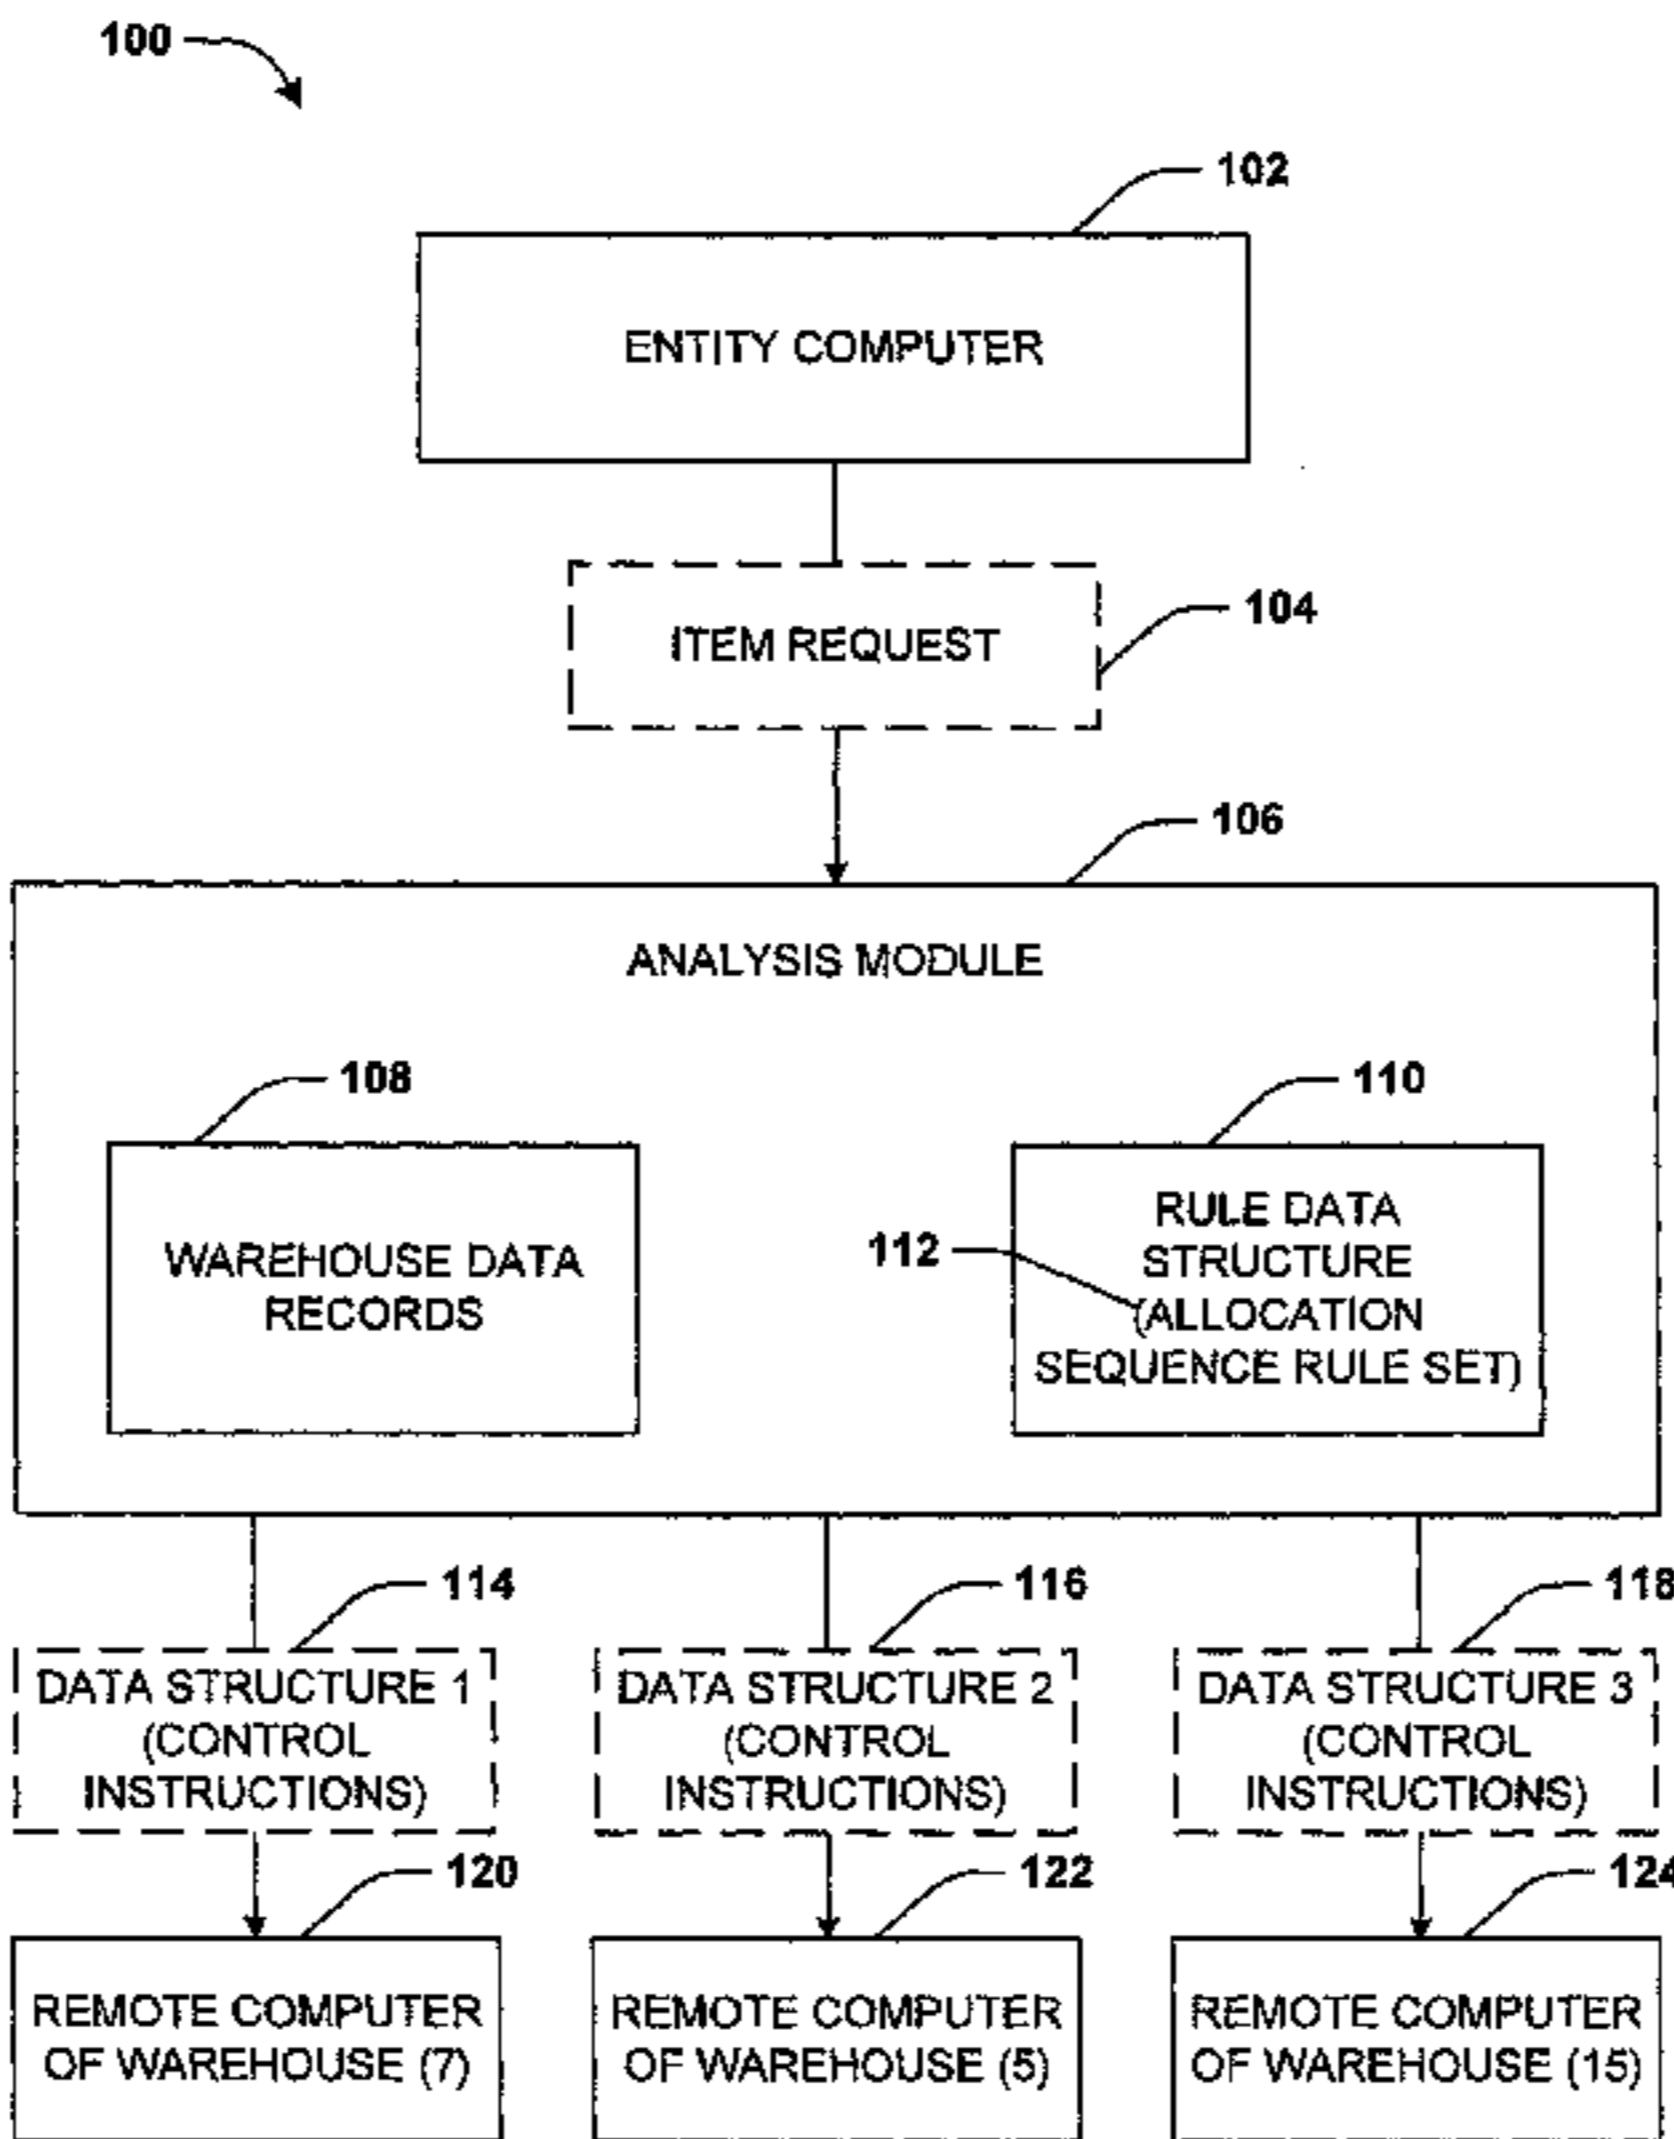 100
102
ENTITY COMPUTER
ITEM REQUEST
104
106
ANALYSIS MODULE
108
110
WAREHOUSE DATA
RECORDS
112
RULE DATA
STRUCTURE
(ALLOCATION
SEQUENCE RULE SET)
114
116
118
DATA STRUCTURE 1
(CONTROL
INSTRUCTIONS)
DATA STRUCTURE 2
(CONTROL
INSTRUCTIONS)
DATA STRUCTURE 3
(CONTROL
INSTRUCTIONS)
120
122
124
REMOTE COMPUTER
OF WAREHOUSE (7)
REMOTE COMPUTER
OF WAREHOUSE (5)
REMOTE COMPUTER
OF WAREHOUSE (15)